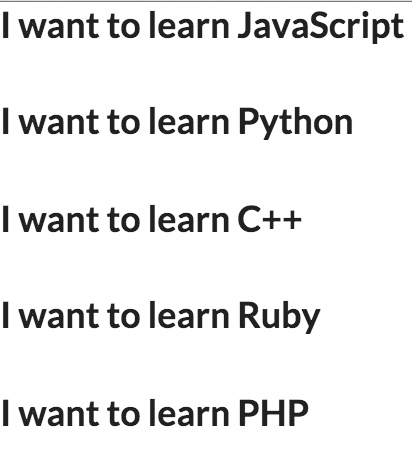 I want to learn JavaScript
I want to learn Python
I want to learn C++
I want to learn Ruby
I want to learn PHP